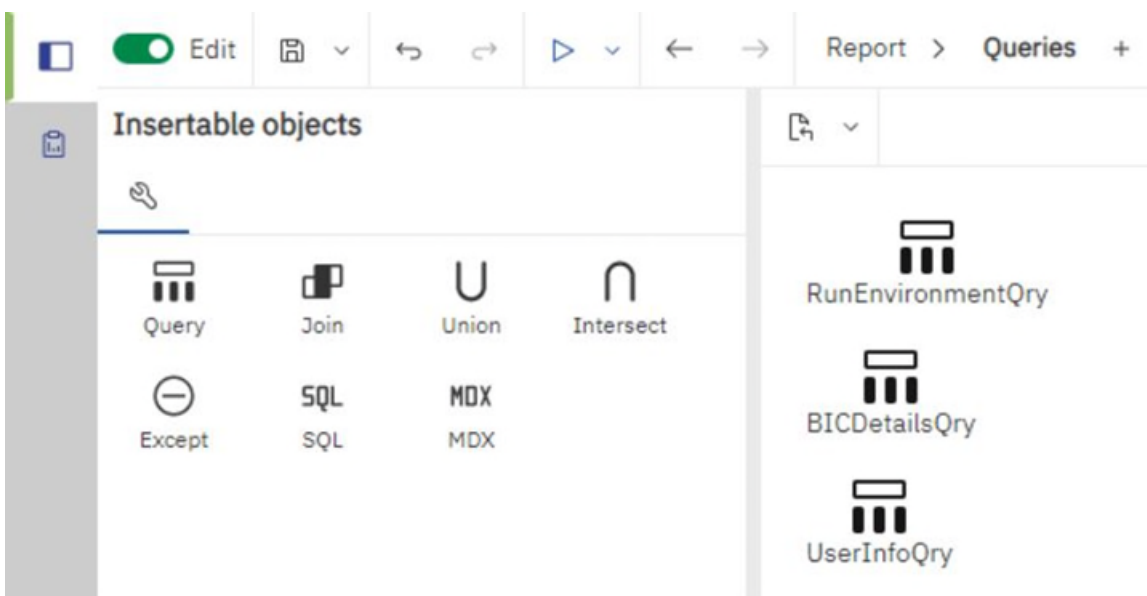 Edit
Report > Queries +
Insertable objects
Query Join Union Intersect
SQL MDX
Except SQL MDX
RunEnvironmentQry
BICDetailsQry
UserInfoQry